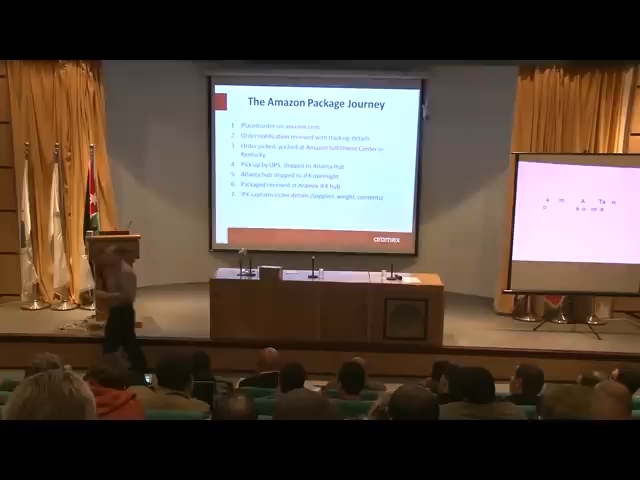 The Amazon Package Journey
1. Placed order on amazon.com
2. Order notification received with tracking details
3. Order picked, packed at Amazon Fulfillment Center in
Kentucky
4. Pick up by UPS, shipped to Atlanta Hub
5. Atlanta hub shipped to JFK overnight
6. Packaged received at Aramex JFK hub
7. JFK captures order details (supplier, weight, contents)
aramex